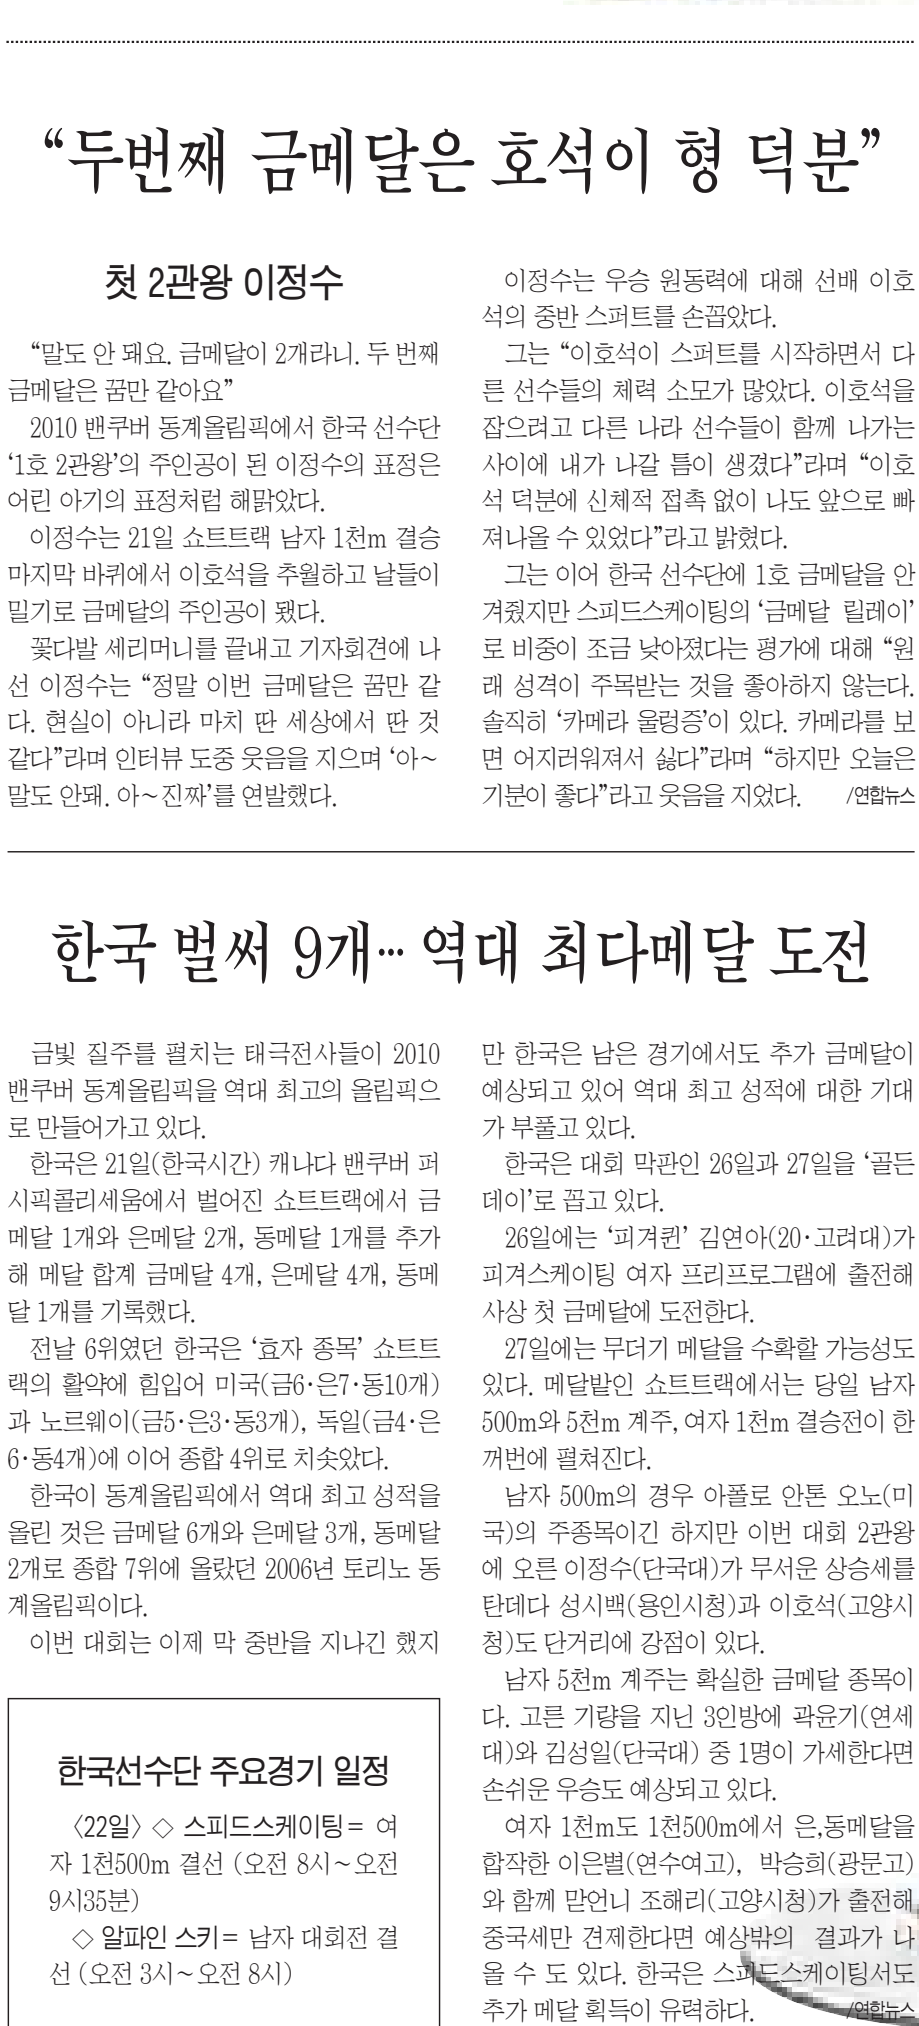 “두번째 금메달은 호석이 형 덕분”
첫 2관왕 이정수
“말도 안 돼요. 금메달이 2개라니. 두 번째
금메달은 꿈만 같아요”
2010 밴쿠버 동계올림픽에서 한국 선수단
‘1호 2관왕’의 주인공이 된 이정수의 표정은
어린 아기의 표정처럼 해맑았다.
이정수는 21일 쇼트트랙 남자 1천m 결승
마지막 바퀴에서 이호석을 추월하고 날들이
밀기로 금메달의 주인공이 됐다.
꽃다발 세리머니를 끝내고 기자회견에 나
선 이정수는 “정말 이번 금메달은 꿈만 같
다. 현실이 아니라 마치 딴 세상에서 딴 것
같다”라며 인터뷰 도중 웃음을 지으며 ‘아~
말도 안돼. 아~진짜’를 연발했다.
이정수는 우승 원동력에 대해 선배 이호
석의 중반 스퍼트를 손꼽았다.
그는 “이호석이 스퍼트를 시작하면서 다
른 선수들의 체력 소모가 많았다. 이호석을
잡으려고 다른 나라 선수들이 함께 나가는
사이에 내가 나갈 틈이 생겼다”라며 “이호
석 덕분에 신체적 접촉 없이 나도 앞으로 빠
져나올 수 있었다”라고 밝혔다.
그는 이어 한국 선수단에 1호 금메달을 안
겨줬지만 스피드스케이팅의 ‘금메달 릴레이’
로 비중이 조금 낮아졌다는 평가에 대해 “원
래 성격이 주목받는 것을 좋아하지 않는다.
솔직히 ‘카메라 울렁증’이 있다. 카메라를 보
면 어지러워져서 싫다”라며 “하지만 오늘은
기분이 좋다”라고 웃음을 지었다. /연합뉴스
한국 벌써 9개… 역대 최다메달 도전
금빛 질주를 펼치는 태극전사들이 2010
밴쿠버 동계올림픽을 역대 최고의 올림픽으
로 만들어가고 있다.
한국은 21일(한국시간) 캐나다 밴쿠버 퍼
시픽콜리세움에서 벌어진 쇼트트랙에서 금
메달 1개와 은메달 2개, 동메달 1개를 추가
해 메달 합계 금메달 4개, 은메달 4개, 동메
달 1개를 기록했다.
전날 6위였던 한국은 ‘효자 종목’ 쇼트트
랙의 활약에 힘입어 미국(금6·은7·동10개)
과 노르웨이(금5·은3·동3개), 독일(금4·은
6·동4개)에 이어 종합 4위로 치솟았다.
한국이 동계올림픽에서 역대 최고 성적을
올린 것은 금메달 6개와 은메달 3개, 동메달
2개로 종합 7위에 올랐던 2006년 토리노 동
계올림픽이다.
이번 대회는 이제 막 중반을 지나긴 했지
만 한국은 남은 경기에서도 추가 금메달이
예상되고 있어 역대 최고 성적에 대한 기대
가 부풀고 있다.
한국은 대회 막판인 26일과 27일을 ‘골든
데이’로 꼽고 있다.
26일에는 ‘피겨퀸’ 김연아(20·고려대)가
피겨스케이팅 여자 프리프로그램에 출전해
사상 첫 금메달에 도전한다.
27일에는 무더기 메달을 수확할 가능성도
있다. 메달밭인 쇼트트랙에서는 당일 남자
500m와 5천m 계주, 여자 1천m 결승전이 한
꺼번에 펼쳐진다.
남자 500m의 경우 아폴로 안톤 오노(미
국)의 주종목이긴 하지만 이번 대회 2관왕
에 오른 이정수(단국대)가 무서운 상승세를
탄데다 성시백(용인시청)과 이호석(고양시
청)도 단거리에 강점이 있다.
남자 5천m 계주는 확실한 금메달 종목이
다. 고른 기량을 지닌 3인방에 곽윤기(연세
대)와 김성일(단국대) 중 1명이 가세한다면
손쉬운 우승도 예상되고 있다.
여자 1천m도 1천500m에서 은,동메달을
합작한 이은별(연수여고), 박승희(광문고)
와 함께 맏언니 조해리(고양시청)가 출전해
중국세만 견제한다면 예상밖의 결과가 나
올 수 도 있다. 한국은 스피드스케이팅서도
추가 메달 획득이 유력하다. /연합뉴스
한국선수단 주요경기 일정
〈22일〉◇ 스피드스케이팅= 여
자 1천500m 결선 (오전 8시~오전
9시35분)
◇ 알파인 스키= 남자 대회전 결
선 (오전 3시~오전 8시)